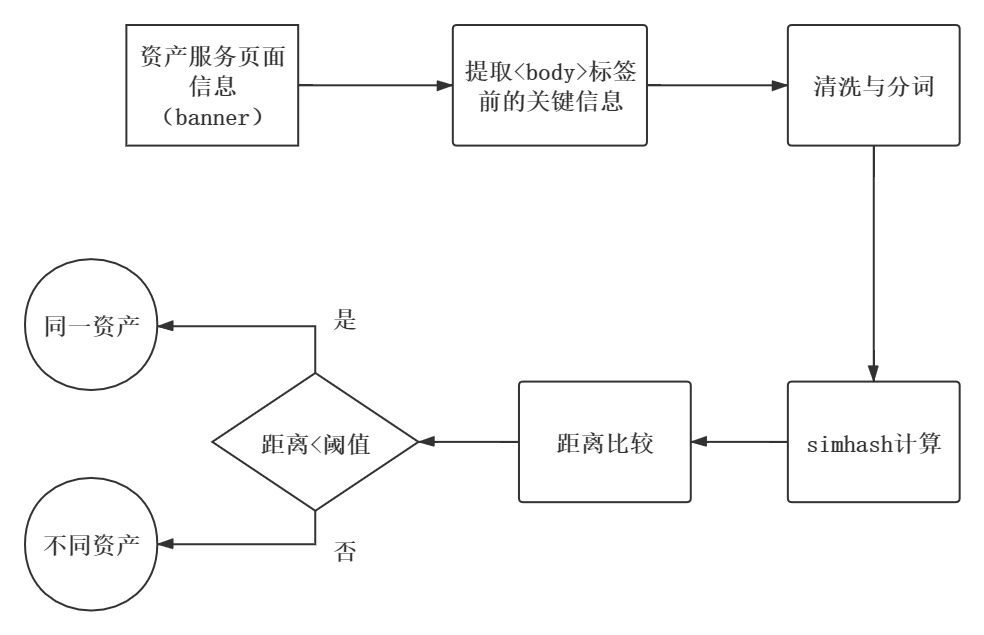 资产服务页面
信息
（banner）
提取<body>标签
前的关键信息
清洗与分词
simhash计算
距离比较
距离<阈值
是
同一资产
否
不同资产